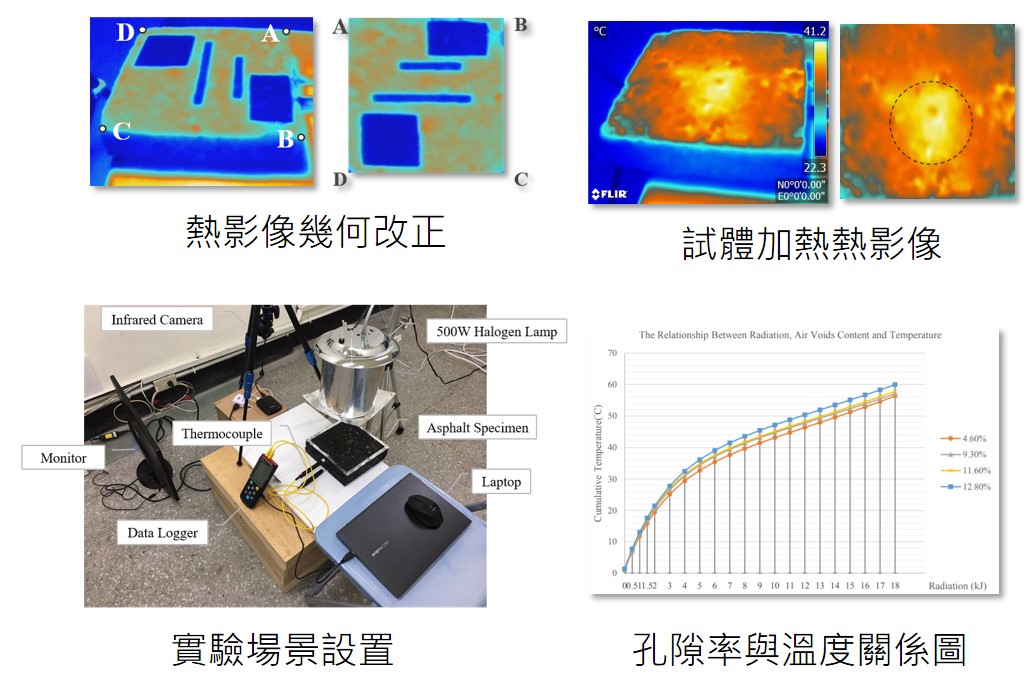 D
A
C
B
A
B
D
C
熱影像幾何改正
°C
41.2
22.3
N0°0'0.00"
E0°0'0.00"
FLIR
試體加熱熱影像
Infrared Camera
500W Halogen Lamp
Thermocouple
Asphalt Specimen
Monitor
Laptop
Data Logger
實驗場景設置
The Relationship Between Radiation, Air Voids Content and Temperature
Cumulative Temperature(˚C)
70
60
50
40
30
20
10
0
0 0.5 1 1.5 2 3 4 5 6 7 8 9 10 11 12 13 14 15 16 17 18
Radiation (kJ)
4.60%
9.30%
11.60%
12.80%
孔隙率與溫度關係圖